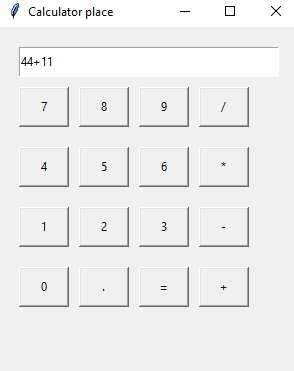 Calculator place
44+11
7 8 9 /
4 5 6 *
1 2 3 -
0 . = +